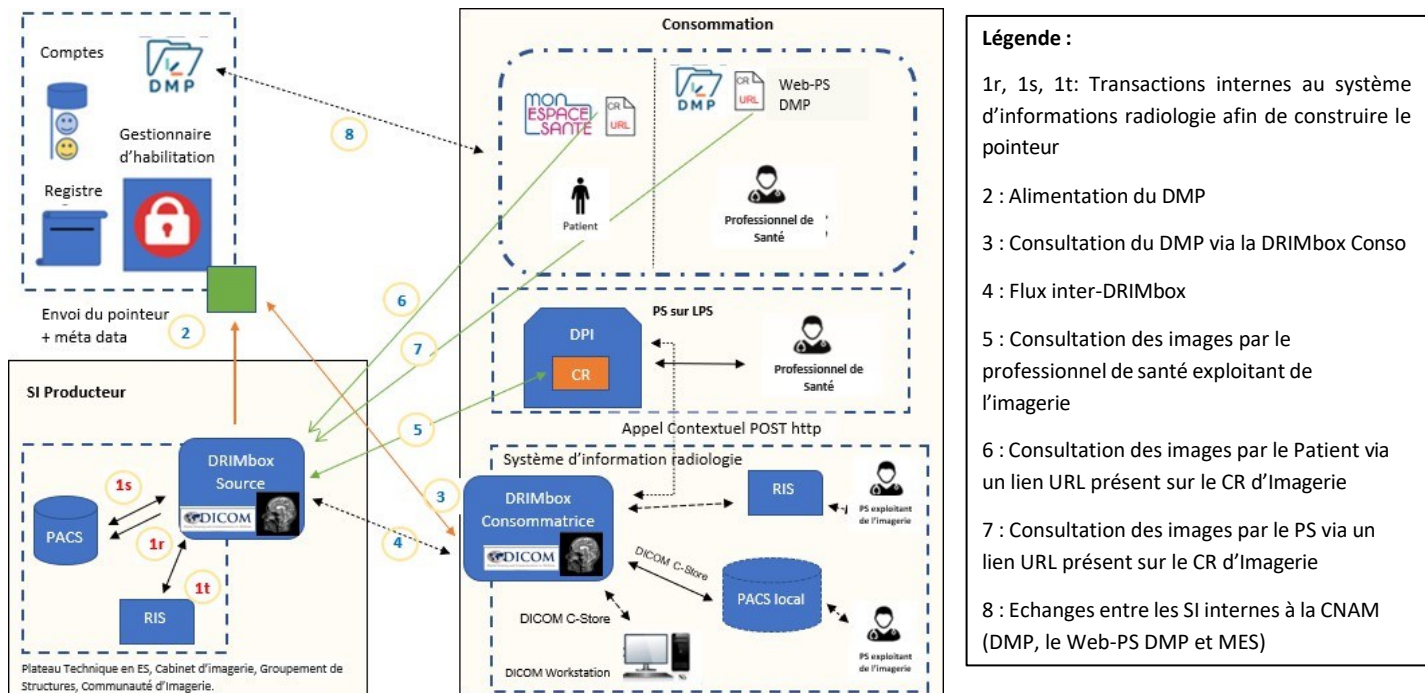 Comptes
DMP
Gestionnaire
d'habilitation
Registre
Envoi du pointeur
+ méta data
2
8
SI Producteur
DRIMbox
Source
DICOM
PACS
1s
1r
1t
RIS
Plateau Technique en ES, Cabinet d'imagerie, Groupement de
Structures, Communauté d'Imagerie.
Consommation
MON
ESPACE
SANTÉ
CR
URL
Patient
DMP
CR
URL
Web-PS
DMP
Professionnel de
Santé
6
7
5
3
4
PS sur LPS
DPI
CR
Professionnel de
Santé
Appel Contextuel POST http
Système d'information radiologie
DRIMbox
Consommatrice
DICOM
RIS
PS exploitant
de l'imagerie
DICOM C-Store
PACS local
DICOM C-Store
DICOM Workstation
PS exploitant
de l'imagerie
Légende :
1r, 1s, 1t: Transactions internes au système
d'informations radiologie afin de construire le
pointeur
2 : Alimentation du DMP
3 : Consultation du DMP via la DRIMbox Conso
4 : Flux inter-DRIMbox
5 : Consultation des images par le
professionnel de santé exploitant de
l'imagerie
6 : Consultation des images par le Patient via
un lien URL présent sur le CR d'Imagerie
7 : Consultation des images par le PS via un
lien URL présent sur le CR d'Imagerie
8 : Echanges entre les SI internes à la CNAM
(DMP, le Web-PS DMP et MES)